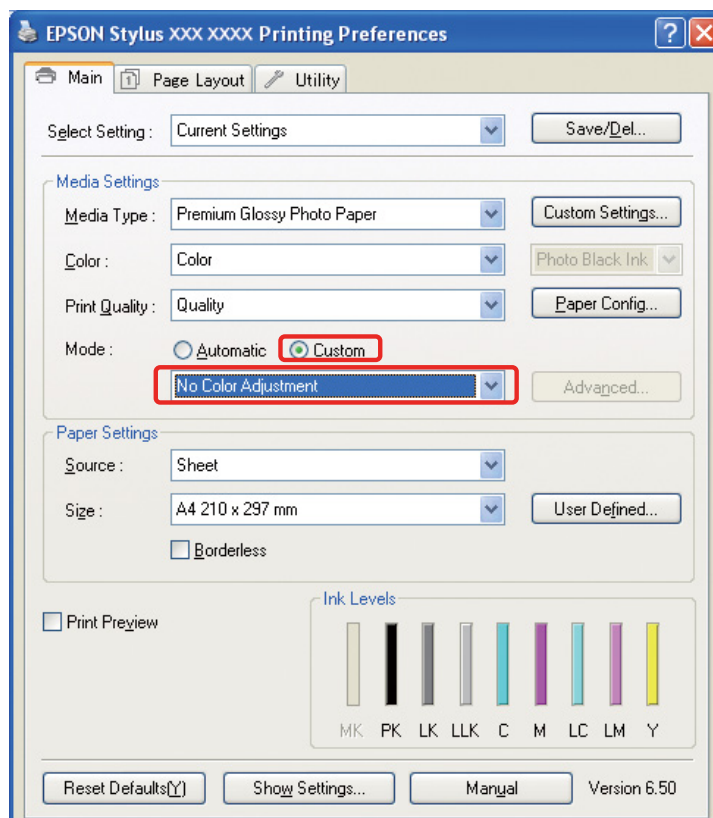 EPSON Stylus XXX XXXX Printing Preferences
Main 1 Page Layout Utility
Select Setting : Current Settings Save/Del...
Media Settings
Media Type : Premium Glossy Photo Paper Custom Settings...
Color : Color Photo Black Ink
Print Quality : Quality Paper Config...
Mode : Automatic Custom
No Color Adjustment Advanced...
Paper Settings
Source : Sheet
Size : A4 210 x 297 mm User Defined...
Borderless
Print Preview
Ink Levels
MK PK LK LLK C M LC LM Y
Reset Defaults(Y) Show Settings... Manual Version 6.50